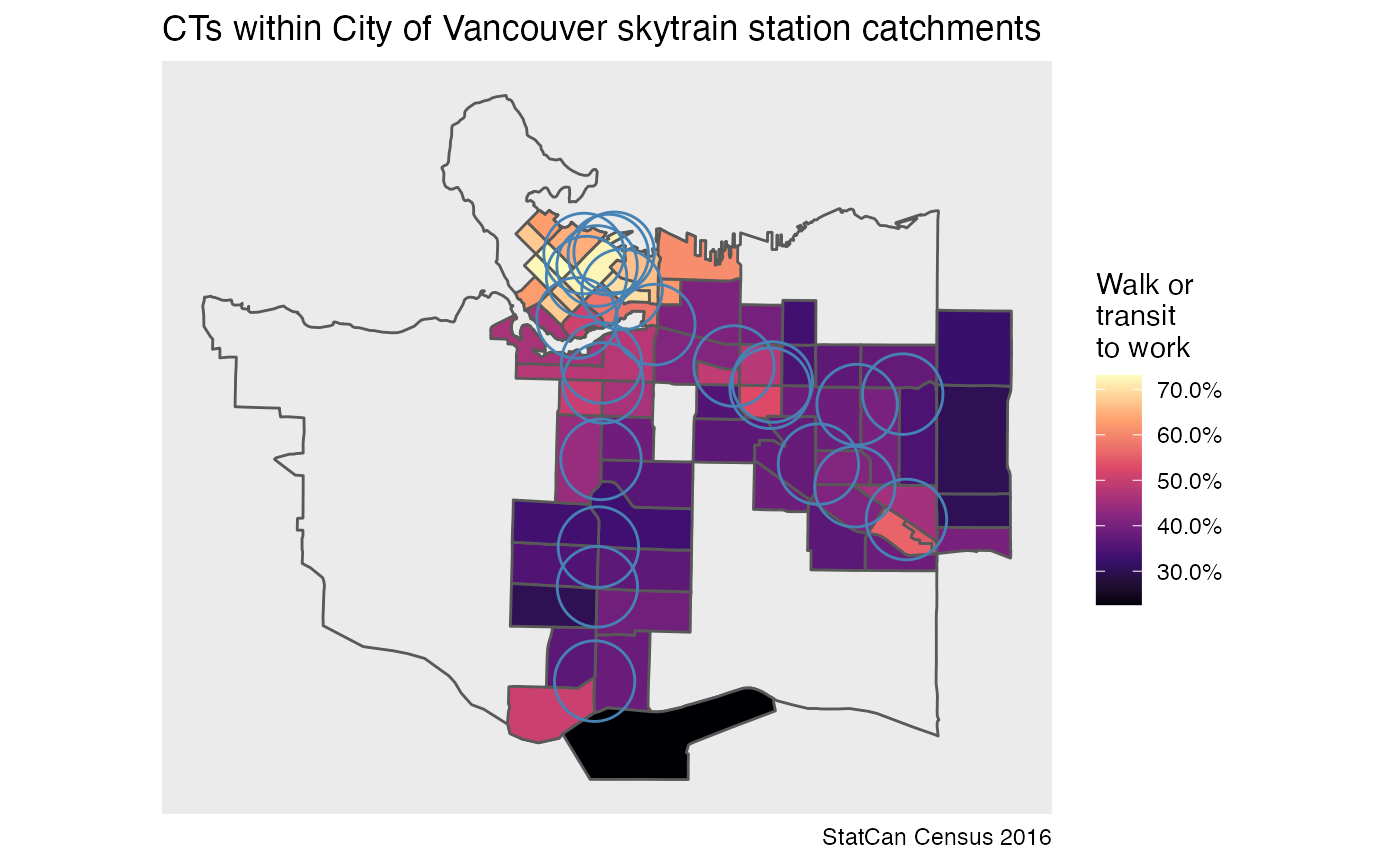 CTs within City of Vancouver skytrain station catchments
Walk or
transit
to work
70.0%
60.0%
50.0%
40.0%
30.0%
StatCan Census 2016